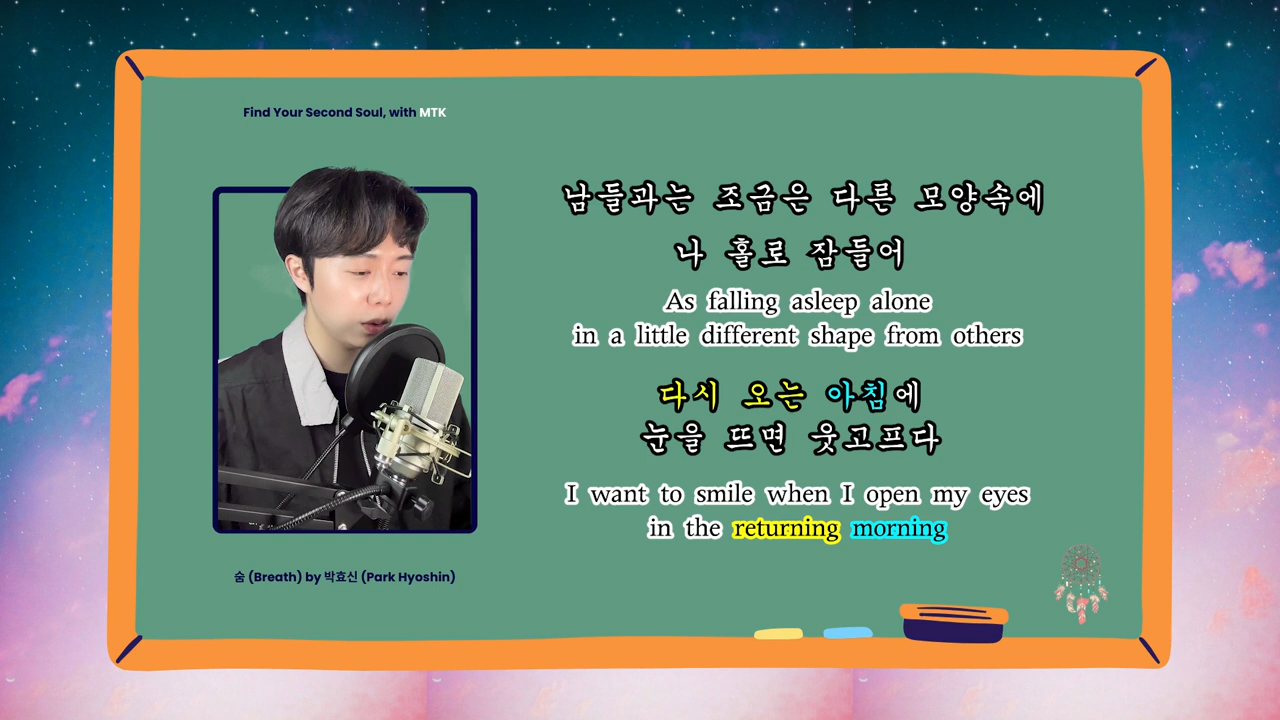 Find Your Second Soul, with MTK
남들과는 조금은 다른 모양속에
나 홀로 잠들어
As falling asleep alone
in a little different shape from others
다시 오는 아침에
눈을 뜨면 웃고프다
I want to smile when I open my eyes
in the returning morning
숨 (Breath) by 박효신 (Park Hyoshin)